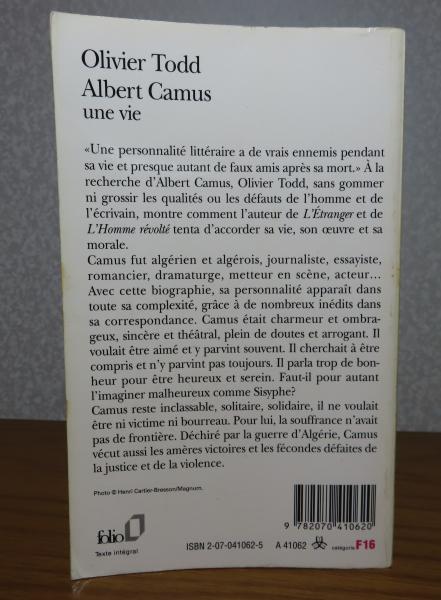 Olivier Todd
Albert Camus
une vie
«Une personnalité littéraire a de vrais ennemis pendant
sa vie et presque autant de faux amis après sa mort.» À la
recherche d'Albert Camus, Olivier Todd, sans gommer
ni grossir les qualités ou les défauts de l'homme et de
l'écrivain, montre comment l'auteur de L'Étranger et de
L'Homme révolté tenta d'accorder sa vie, son œuvre et sa
morale.
Camus fut algérien et algérois, journaliste, essayiste,
romancier, dramaturge, metteur en scène, acteur...
Avec cette biographie, sa personnalité apparaît dans
toute sa complexité, grâce à de nombreux inédits dans
sa correspondance. Camus était charmeur et ombra-
geux, sincère et théâtral, plein de doutes et arrogant. Il
voulait être aimé et y parvint souvent. Il cherchait à être
compris et n'y parvint pas toujours. Il parla trop de bon-
heur pour être heureux et serein. Faut-il pour autant
l'imaginer malheureux comme Sisyphe?
Camus reste inclassable, solitaire, solidaire, il ne voulait
être ni victime ni bourreau. Pour lui, la souffrance n'avait
pas de frontière. Déchiré par la guerre d'Algérie, Camus
vécut aussi les amères victoires et les fécondes défaites de
la justice et de la violence.
Photo © Henri Cartier-Bresson/Magnum.
9 782070 410620
folio
Texte intégral
ISBN 2-07-041062-5 A 41062 catégorie F16